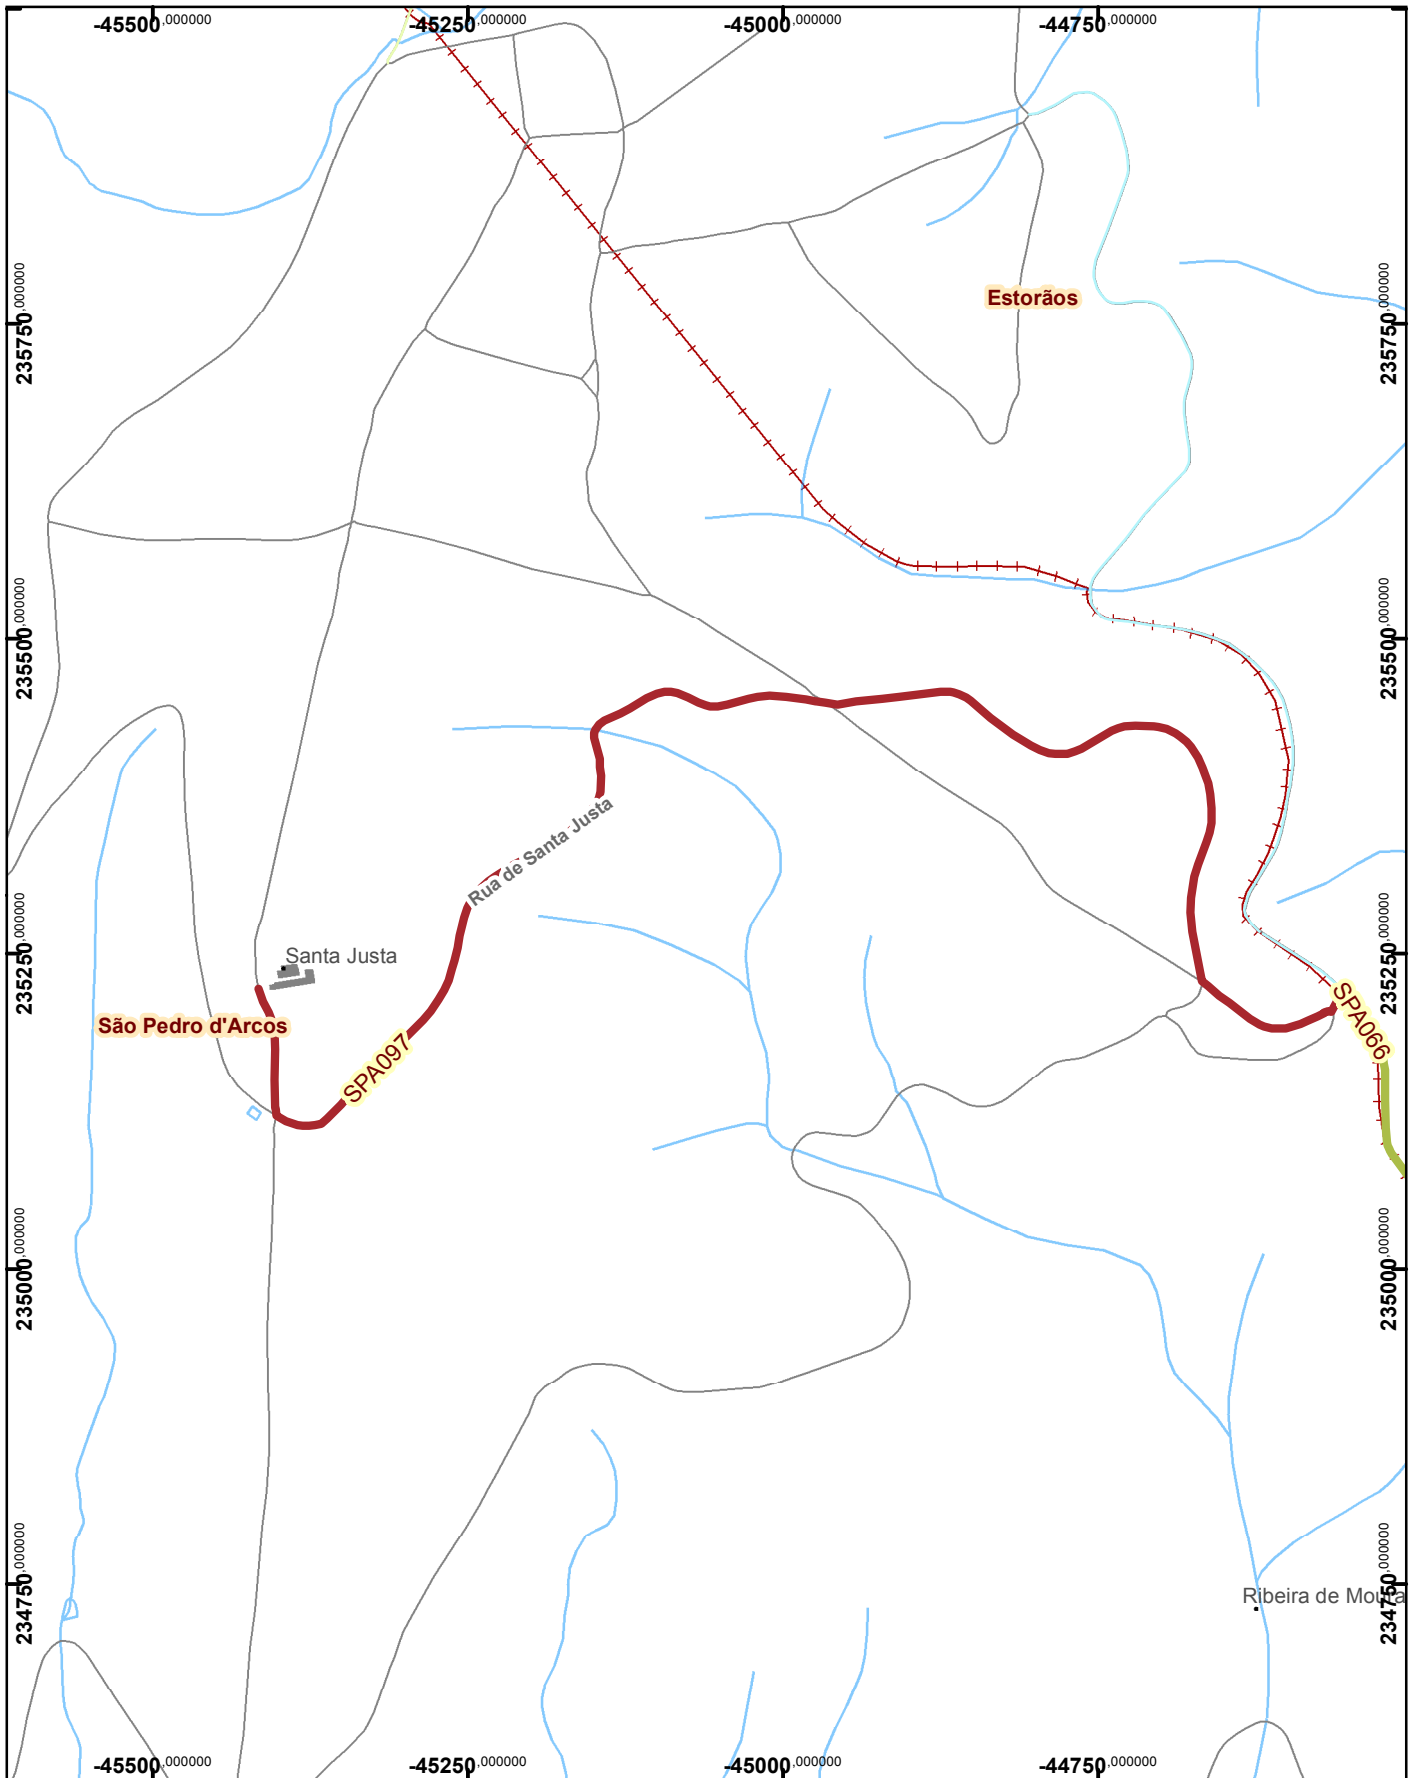 -45500,000000
-45250,000000
-45000,000000
-44750,000000
235750,000000
235750,000000
Estorãos
235500,000000
235500,000000
Rua de Santa Justa
235250,000000
235250,000000
Santa Justa
São Pedro d'Arcos
SPA097
SPA066
235000,000000
235000,000000
234750,000000
234750,000000
Ribeira de Moura
-45500,000000
-45250,000000
-45000,000000
-44750,000000